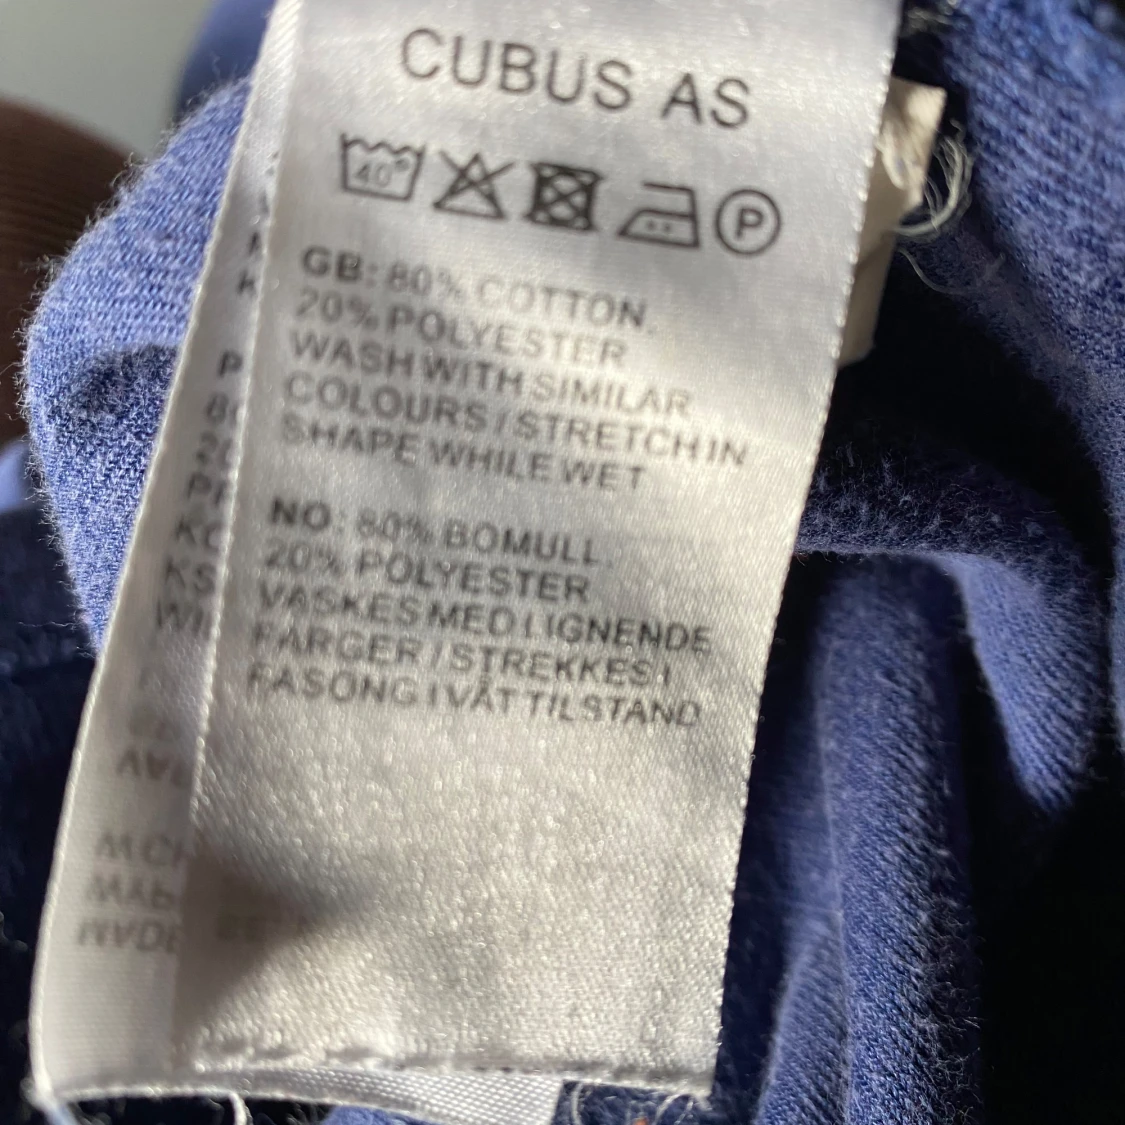 CUBUS AS
40°
P
GB: 80% COTTON,
20% POLYESTER
WASH WITH SIMILAR
COLOURS / STRETCH IN
SHAPE WHILE WET
NO: 80% BOMULL,
20% POLYESTER
VASKES MED LIGNENDE
FARGER / STREKKES I
FASONG I VÅT TILSTAND